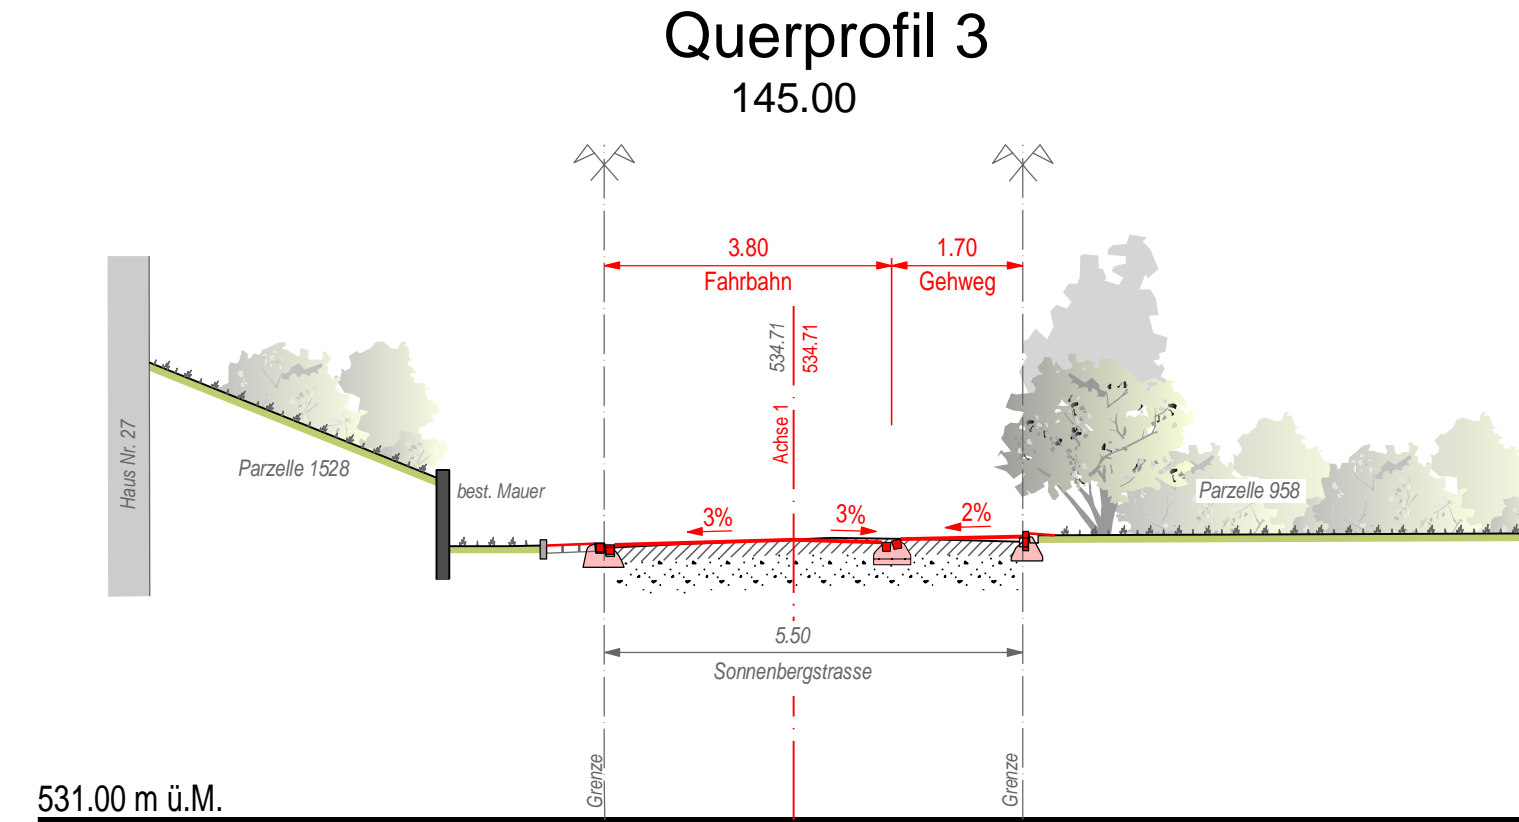 Querprofil 3
145.00
3.80
1.70
Fahrbahn
Gehweg
534.71
534.71
Achse 1
Haus Nr. 27
Parzelle 1528
best. Mauer
Parzelle 958
3%
3%
2%
5.50
Sonnenbergstrasse
Grenze
Grenze
531.00 m ü.M.